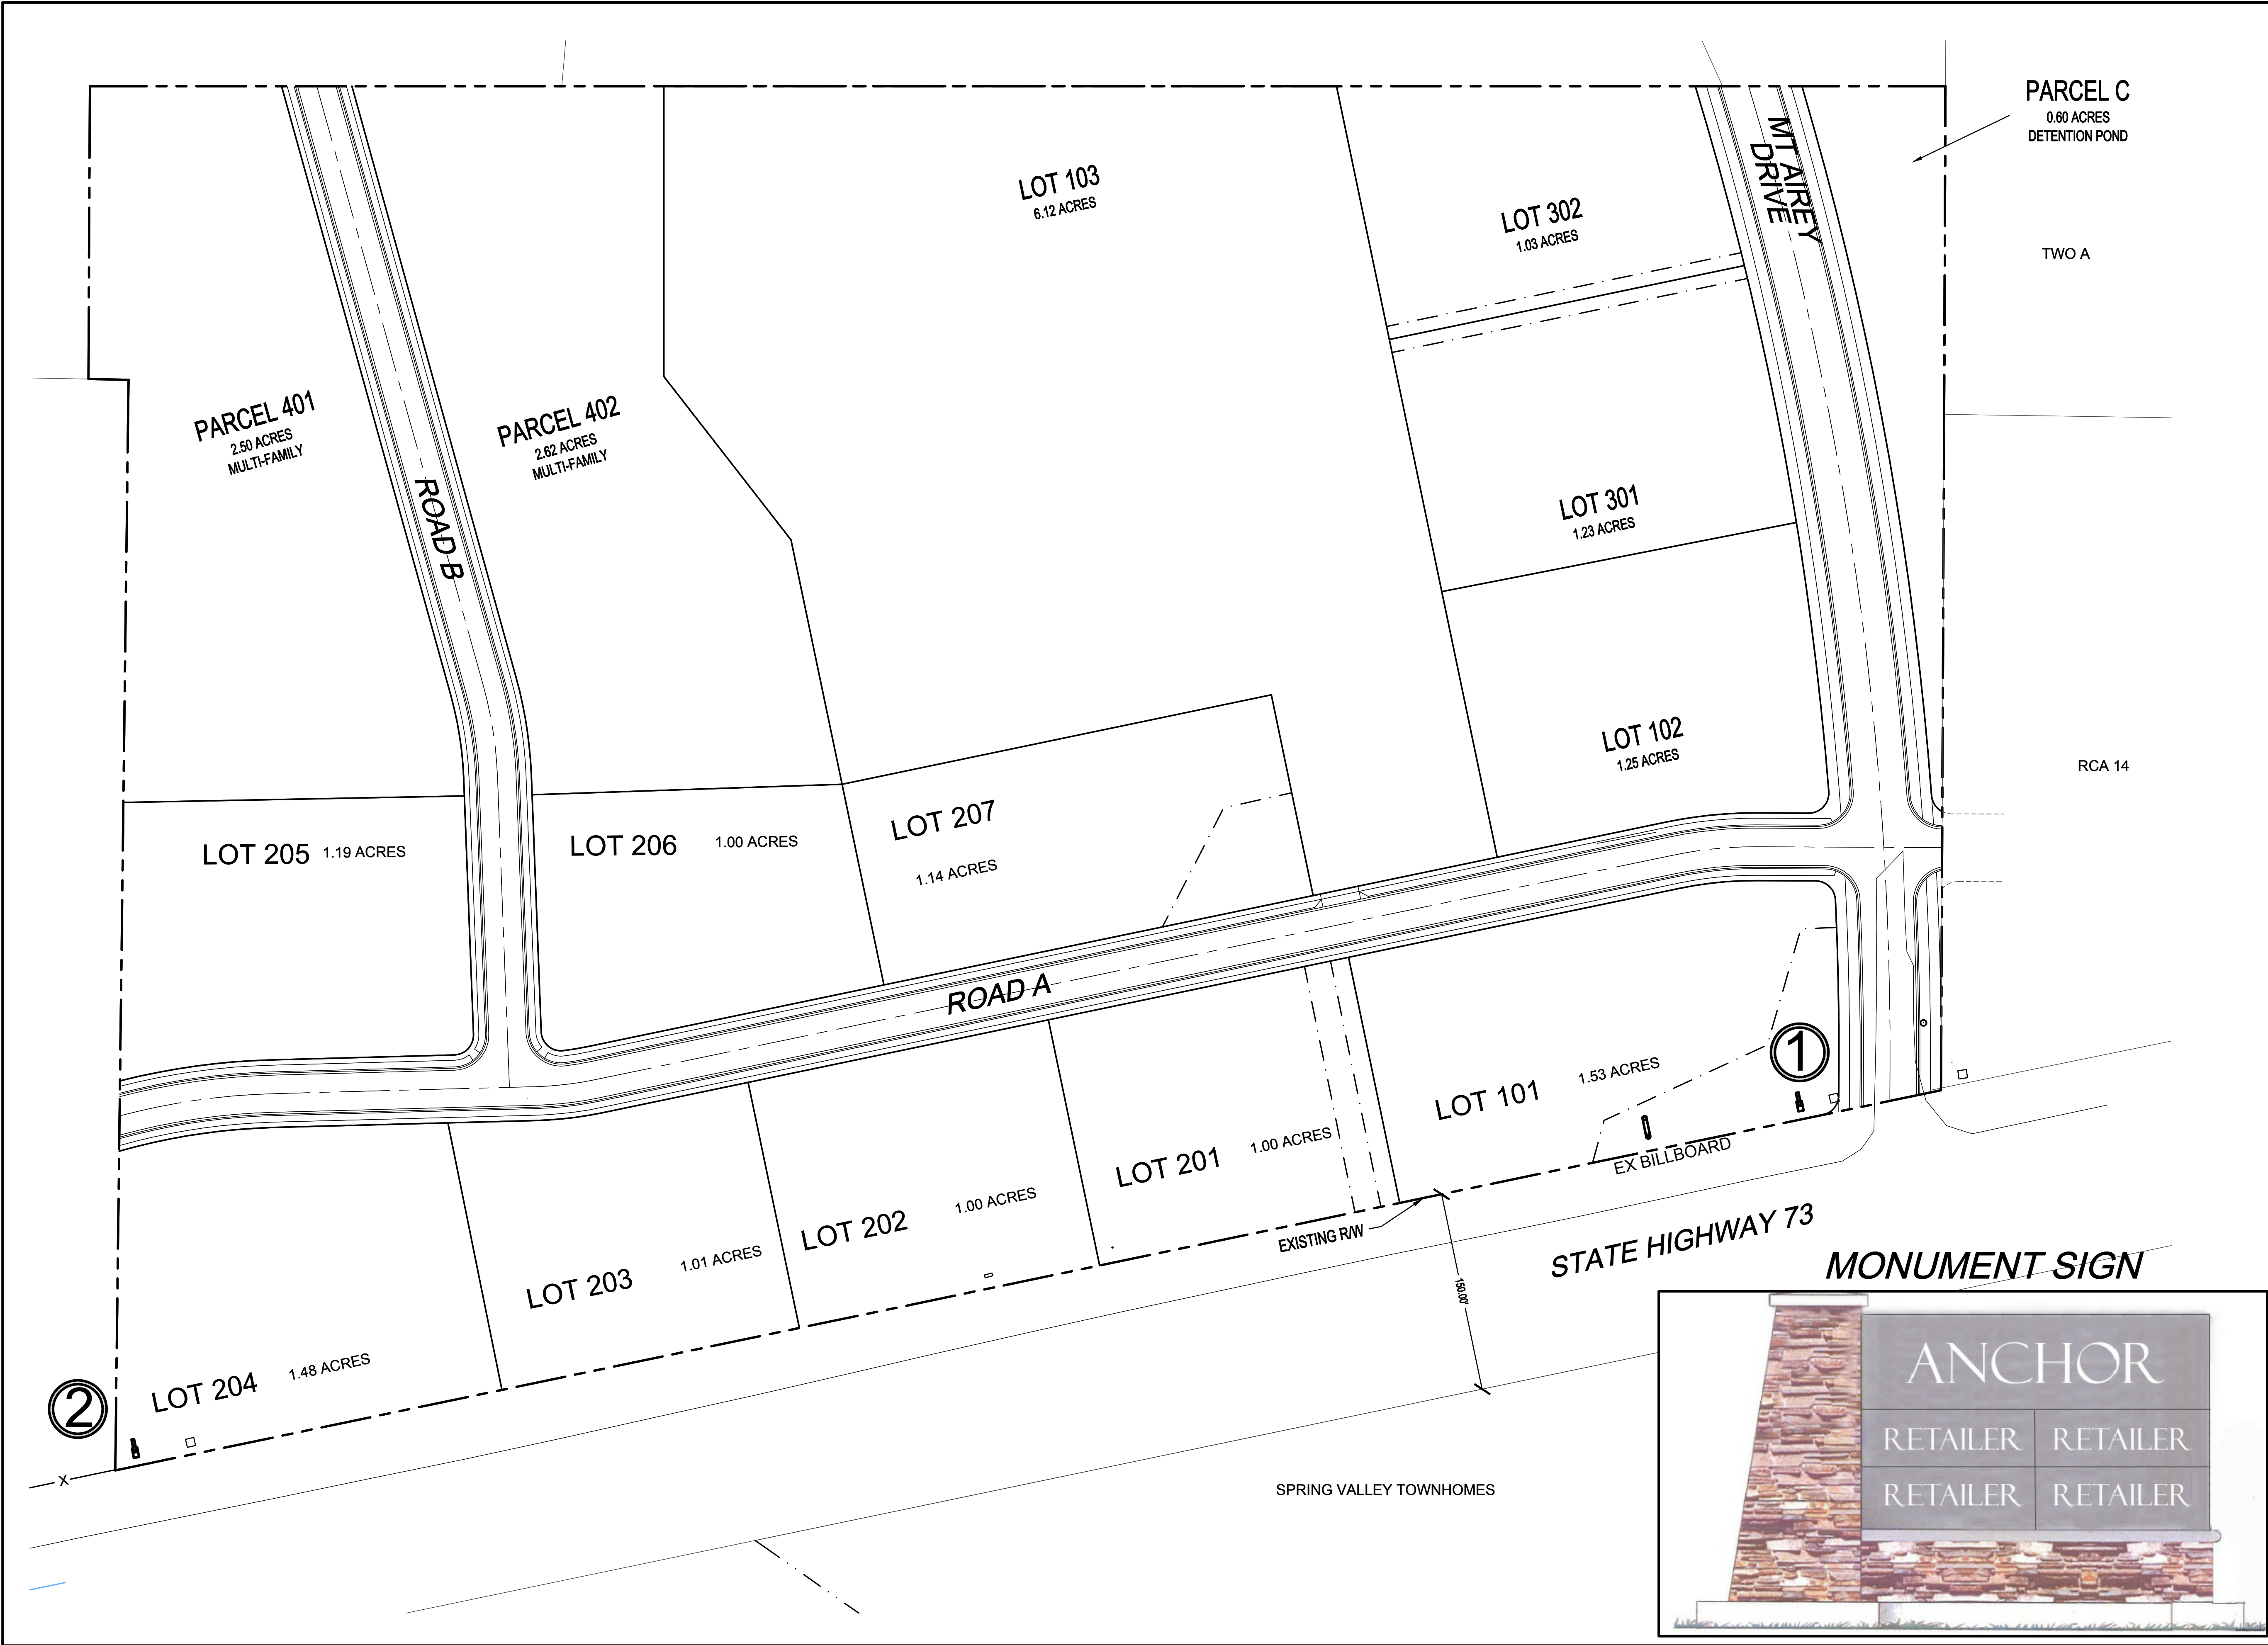 PARCEL C
0.60 ACRES
DETENTION POND
MT AIREY
DRIVE
LOT 103
6.12 ACRES
LOT 302
1.03 ACRES
TWO A
PARCEL 401
2.50 ACRES
MULTI-FAMILY
PARCEL 402
2.62 ACRES
MULTI-FAMILY
ROAD B
LOT 301
1.23 ACRES
LOT 102
1.25 ACRES
RCA 14
LOT 205 1.19 ACRES
LOT 206 1.00 ACRES
LOT 207
1.14 ACRES
ROAD A
1
LOT 101 1.53 ACRES
EX BILLBOARD
LOT 201 1.00 ACRES
EXISTING R/W
LOT 202 1.00 ACRES
LOT 203 1.01 ACRES
LOT 204 1.48 ACRES
2
X
150.00'
STATE HIGHWAY 73
SPRING VALLEY TOWNHOMES
MONUMENT SIGN
ANCHOR
RETAILER RETAILER
RETAILER RETAILER